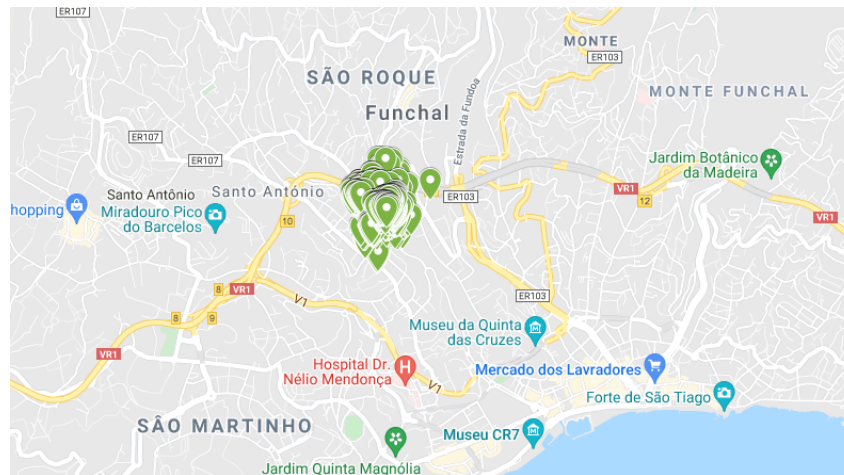 ER107
MONTE
ER103
SÃO ROQUE
MONTE FUNCHAL
Funchal
Estrada da Fundoa
ER107
ER107
Jardim Botânico
da Madeira
Santo António
Santo António
ER103
VR1
12
hopping
Miradouro Pico
do Barcelos
10
VR1
8
VR1
V1
ER103
8
9
Museu da Quinta
das Cruzes
VR1
Hospital Dr.
Nélio Mendonça
V1
Mercado dos Lavradores
Forte de São Tiago
SÃO MARTINHO
Museu CR7
Jardim Quinta Magnólia